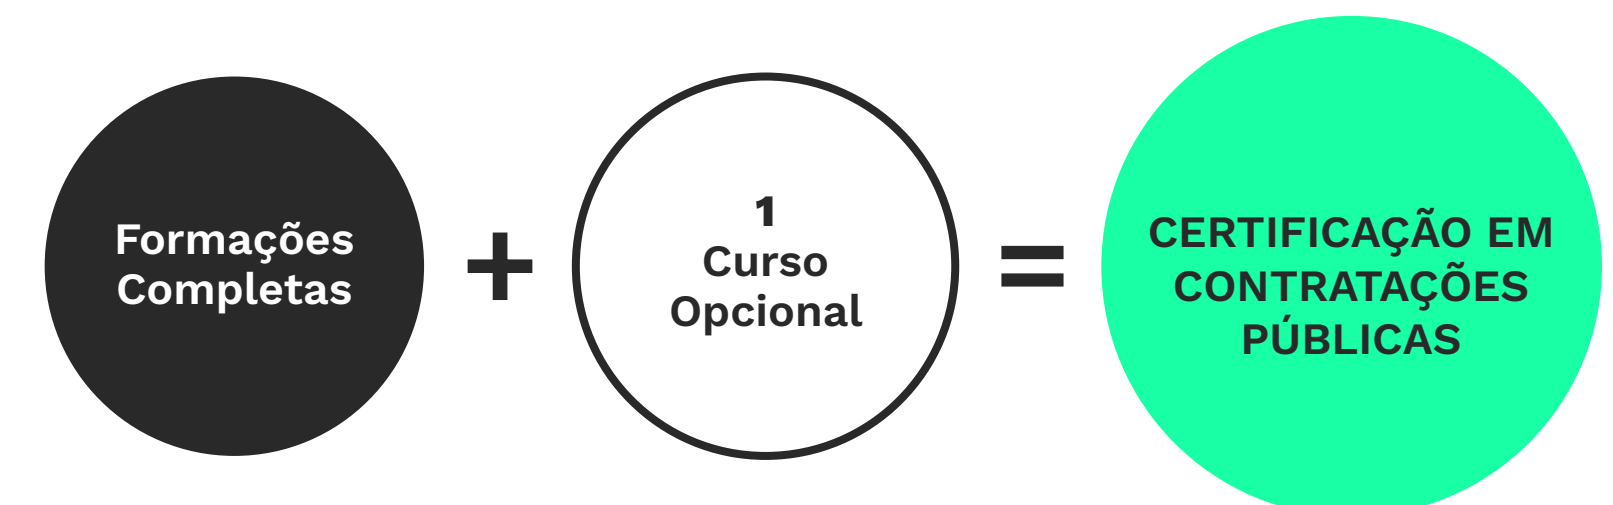 Formações
Completas
+
1
Curso
Opcional
=
CERTIFICAÇÃO EM
CONTRATAÇÕES
PÚBLICAS